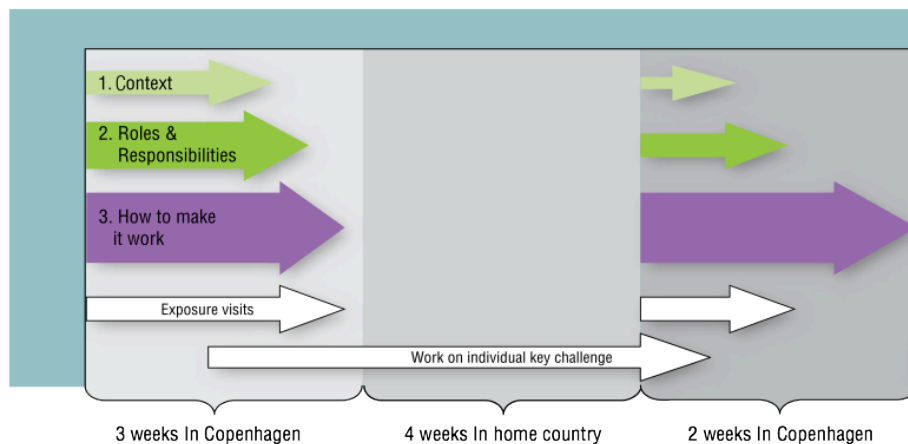 1. Context
2. Roles &
Responsibilities
3. How to make
it work
Exposure visits
Work on individual key challenge
3 weeks In Copenhagen
4 weeks In home country
2 weeks In Copenhagen